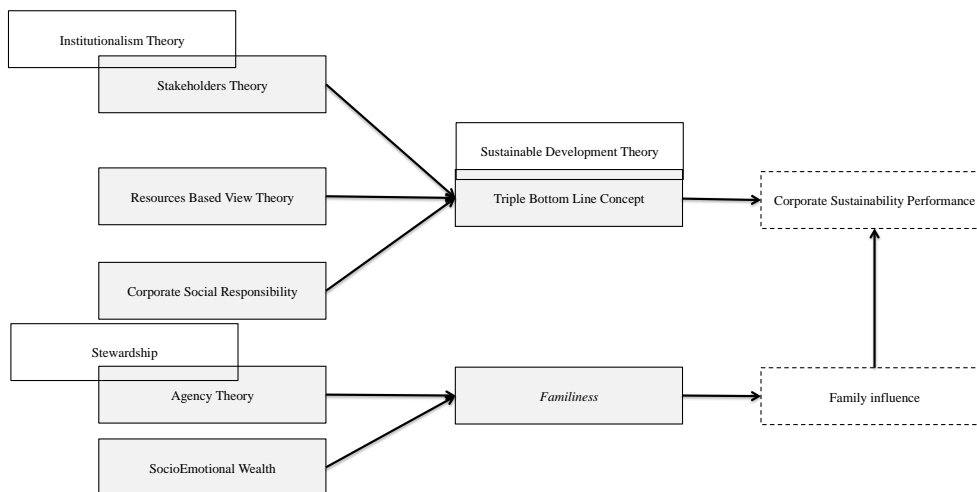 Institutionalism Theory
Stakeholders Theory
Sustainable Development Theory
Resources Based View Theory
Triple Bottom Line Concept
Corporate Sustainability Performance
Corporate Social Responsibility
Stewardship
Agency Theory
Familiness
Family influence
SocioEmotional Wealth